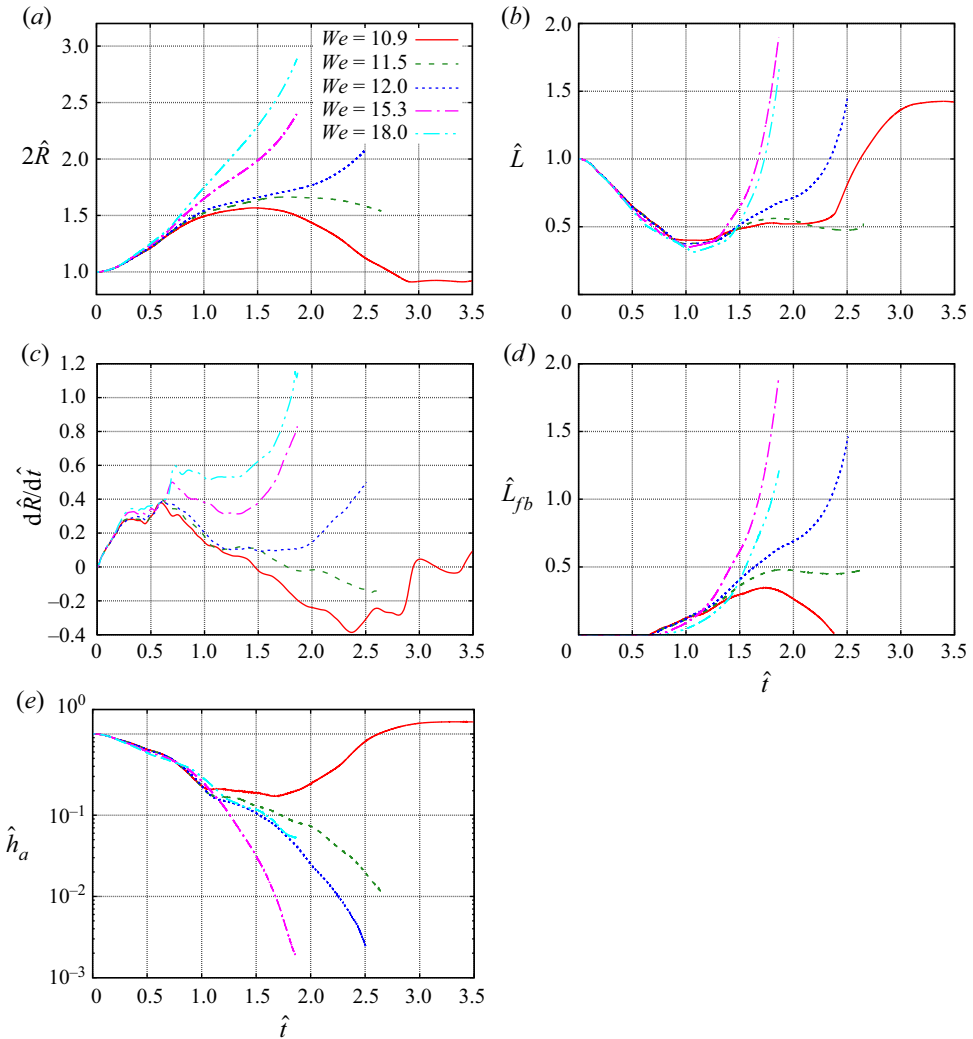 (a)
(b)
3.0
2.5
2.0
1.5
1.0
2R̂
We = 10.9
We = 11.5
We = 12.0
We = 15.3
We = 18.0
0 0.5 1.0 1.5 2.0 2.5 3.0 3.5
2.0
1.5
1.0
0.5
L̂
0 0.5 1.0 1.5 2.0 2.5 3.0 3.5
(c)
(d)
1.2
1.0
0.8
0.6
0.4
0.2
0
–0.2
–0.4
dR̂/dt̂
0 0.5 1.0 1.5 2.0 2.5 3.0 3.5
2.0
1.5
1.0
0.5
L̂fb
0 0.5 1.0 1.5 2.0 2.5 3.0 3.5
t̂
(e)
10⁰
10⁻¹
10⁻²
10⁻³
ĥa
0 0.5 1.0 1.5 2.0 2.5 3.0 3.5
t̂